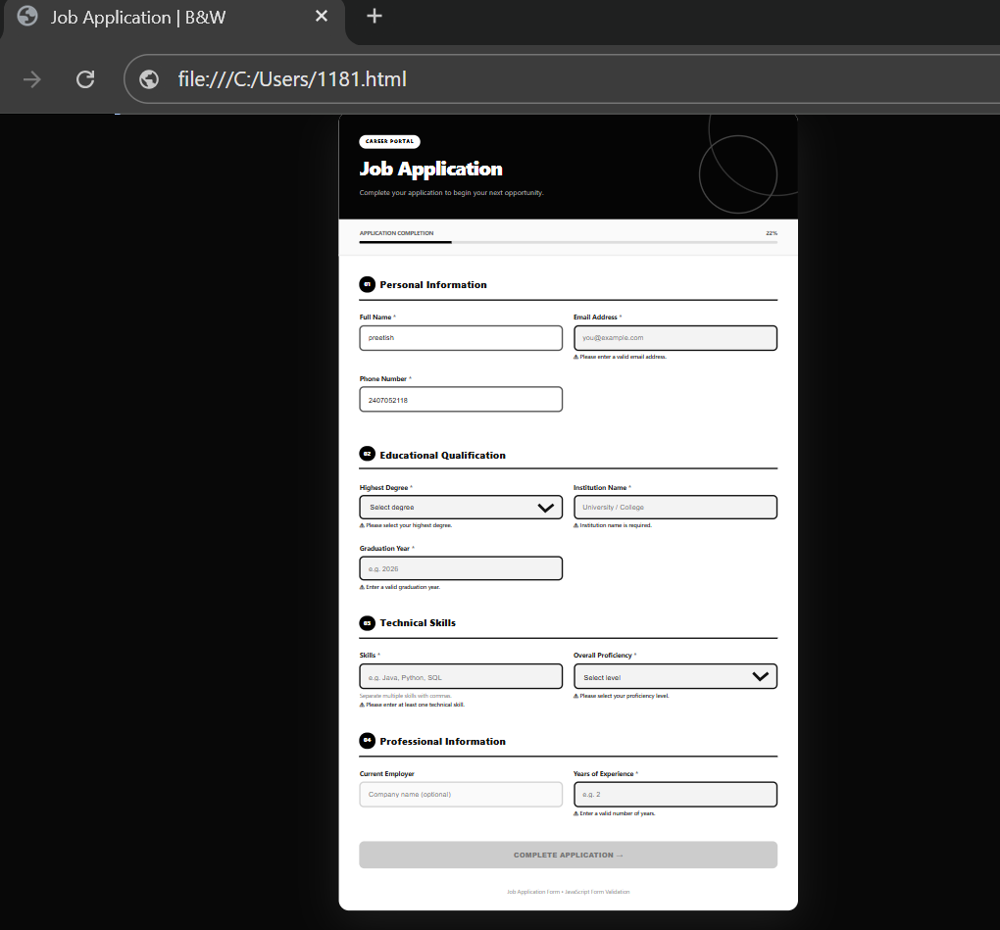 Job Application | B&W
file:///C:/Users/1181.html
CAREER PORTAL
Job Application
Complete your application to begin your next opportunity.
APPLICATION COMPLETION 22%
01 Personal Information
Full Name * Email Address *
preetish you@example.com
⚠ Please enter a valid email address.
Phone Number *
2407052118
02 Educational Qualification
Highest Degree * Institution Name *
Select degree University / College
⚠ Please select your highest degree. ⚠ Institution name is required.
Graduation Year *
e.g. 2026
⚠ Enter a valid graduation year.
03 Technical Skills
Skills * Overall Proficiency *
e.g. Java, Python, SQL Select level
Separate multiple skills with commas. ⚠ Please select your proficiency level.
⚠ Please enter at least one technical skill.
04 Professional Information
Current Employer Years of Experience *
Company name (optional) e.g. 2
⚠ Enter a valid number of years.
COMPLETE APPLICATION →
Job Application Form • JavaScript Form Validation